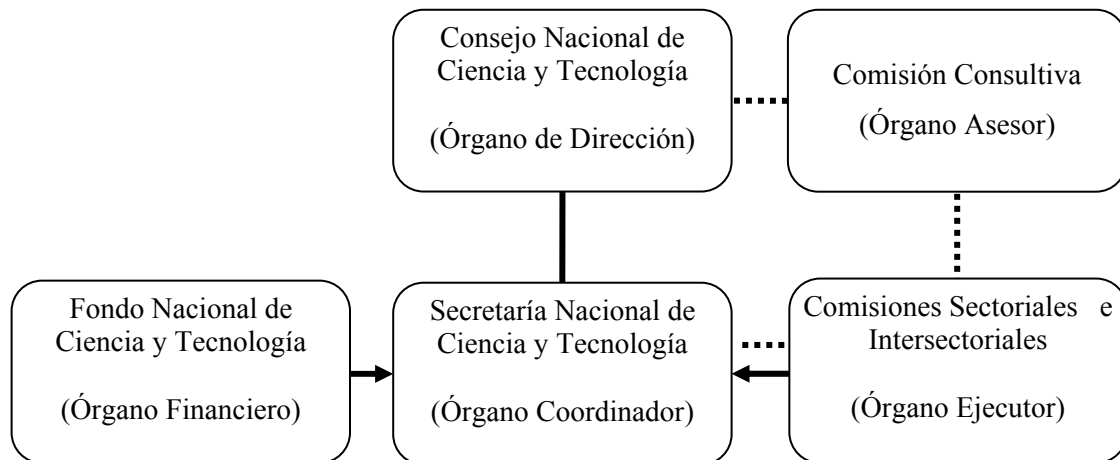 Consejo Nacional de
Ciencia y Tecnología
(Órgano de Dirección)
Comisión Consultiva
(Órgano Asesor)
Fondo Nacional de
Ciencia y Tecnología
(Órgano Financiero)
Secretaría Nacional de
Ciencia y Tecnología
(Órgano Coordinador)
Comisiones Sectoriales e
Intersectoriales
(Órgano Ejecutor)